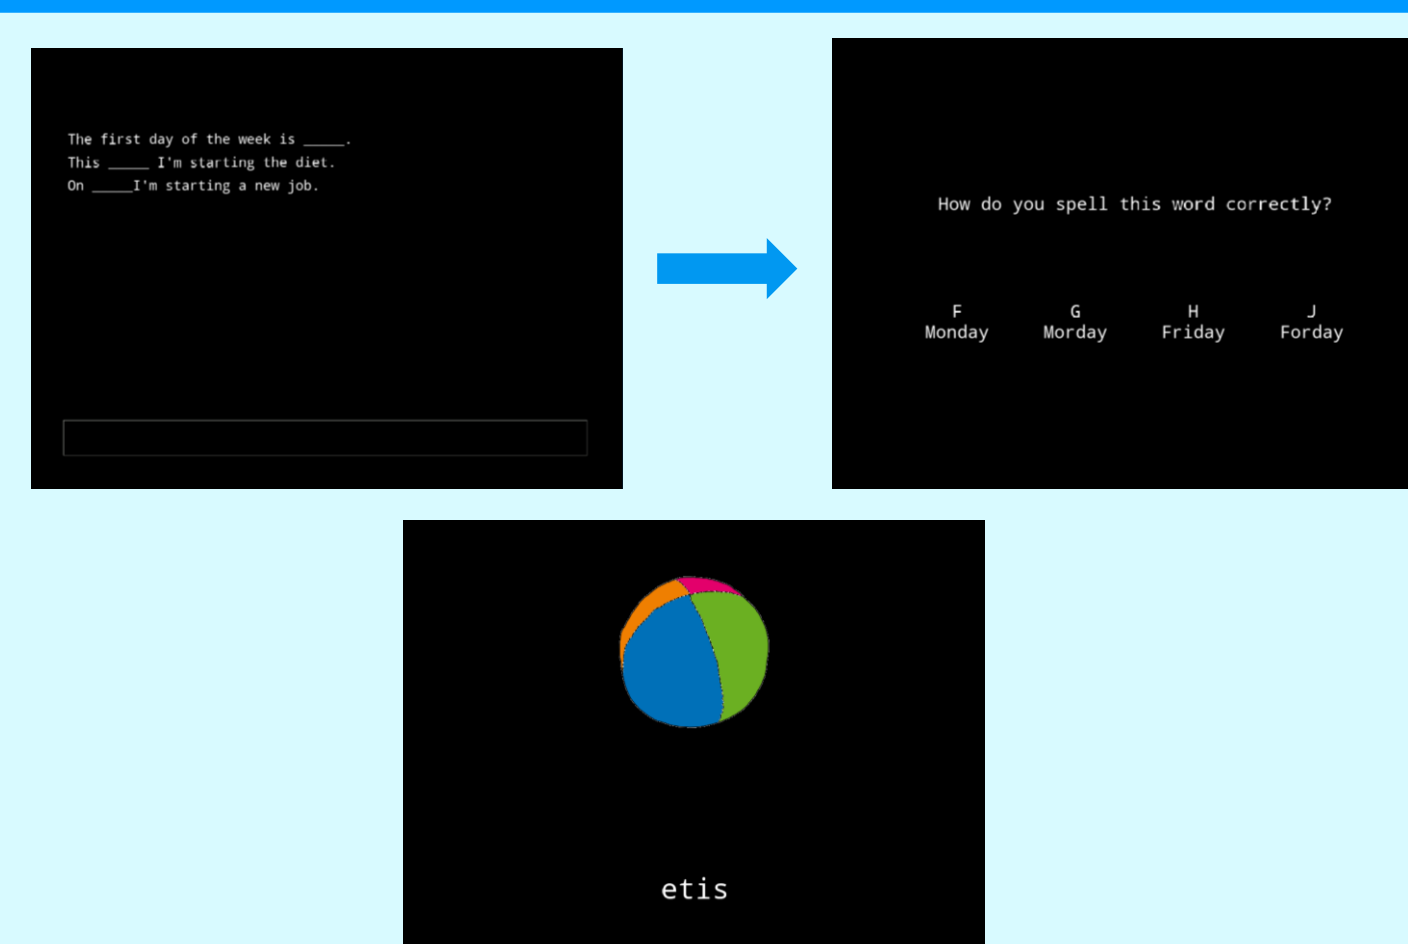 The first day of the week is _____.
This _____ I'm starting the diet.
On _____I'm starting a new job.
How do you spell this word correctly?
F G H J
Monday Morday Friday Forday
etis